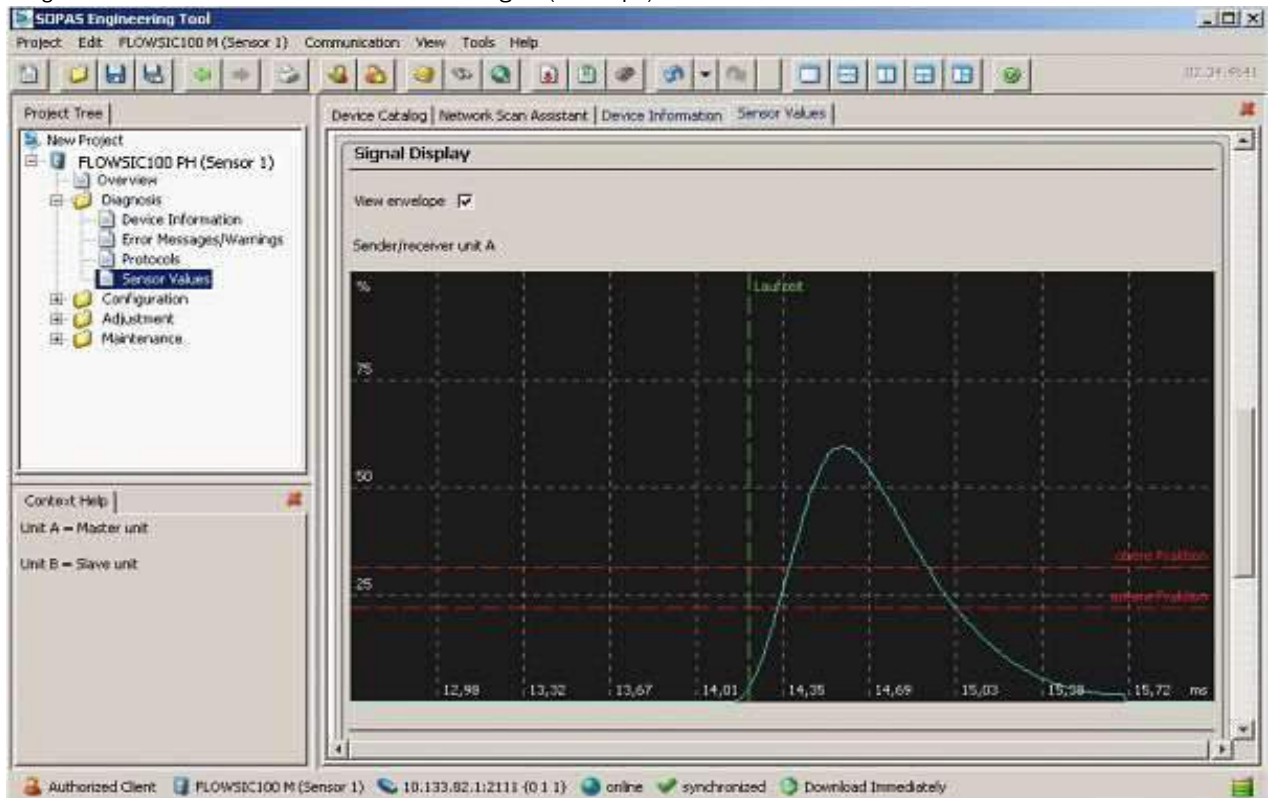 SOPAS Engineering Tool
Project Edit FLOWSIC100 M (Sensor 1) Communication View Tools Help
Project Tree
New Project
FLOWSIC100 PH (Sensor 1)
Overview
Diagnosis
Device Information
Error Messages/Warnings
Protocols
Sensor Values
Configuration
Adjustment
Maintenance
Context Help
Unit A = Master unit
Unit B = Slave unit
Device Catalog Network Scan Assistant Device Information Sensor Values
Signal Display
View envelope
Sender/receiver unit A
%
Laufzeit
75
50
obere Fraktion
25
untere Fraktion
12,98 13,32 13,67 14,01 14,35 14,69 15,03 15,38 15,72 ms
Authorized Client FLOWSIC100 M (Sensor 1) 10.133.82.1:2111 (0 1 1) online synchronized Download Immediately